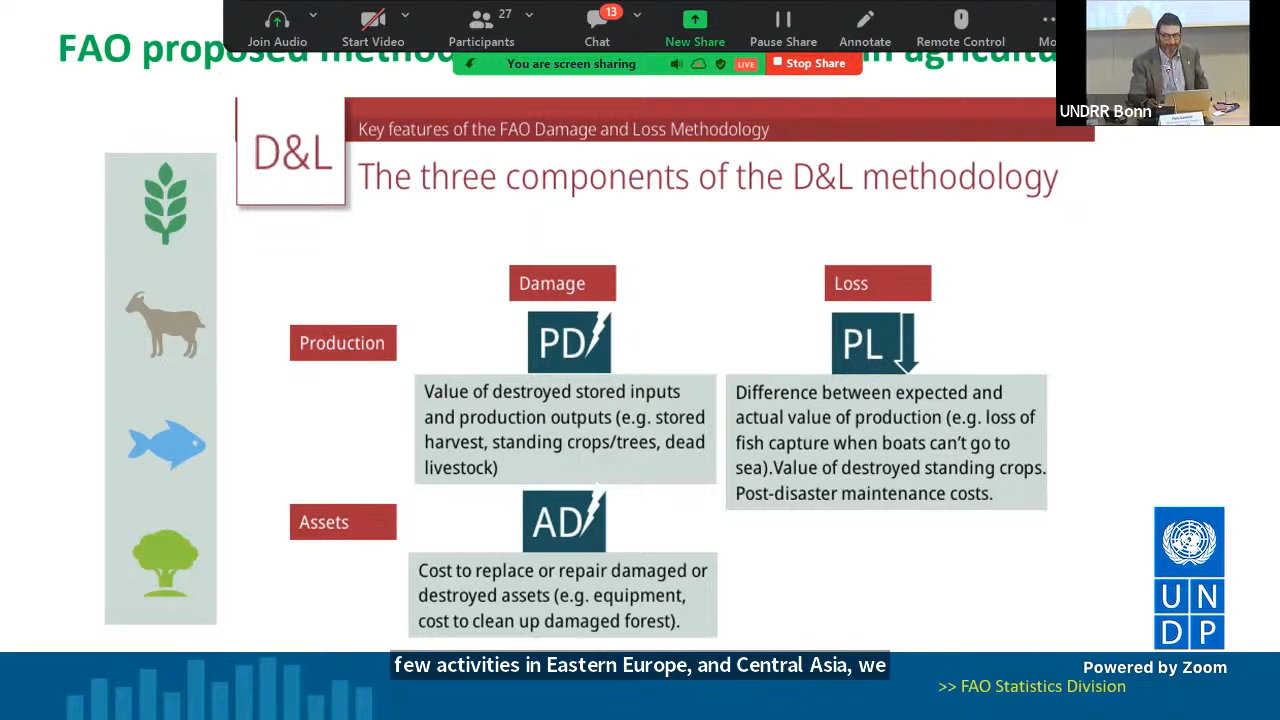 Join Audio
Start Video
27
Participants
13
Chat
New Share
Pause Share
Annotate
Remote Control
Mo
FAO proposed
You are screen sharing
LIVE
Stop Share
UNDRR Bonn
D&L
Key features of the FAO Damage and Loss Methodology
The three components of the D&L methodology
Damage
Loss
Production
PD
PL
Value of destroyed stored inputs
and production outputs (e.g. stored
harvest, standing crops/trees, dead
livestock)
Difference between expected and
actual value of production (e.g. loss of
fish capture when boats can't go to
sea).Value of destroyed standing crops.
Post-disaster maintenance costs.
Assets
AD
Cost to replace or repair damaged or
destroyed assets (e.g. equipment,
cost to clean up damaged forest).
U N
D P
few activities in Eastern Europe, and Central Asia, we
Powered by Zoom
>> FAO Statistics Division